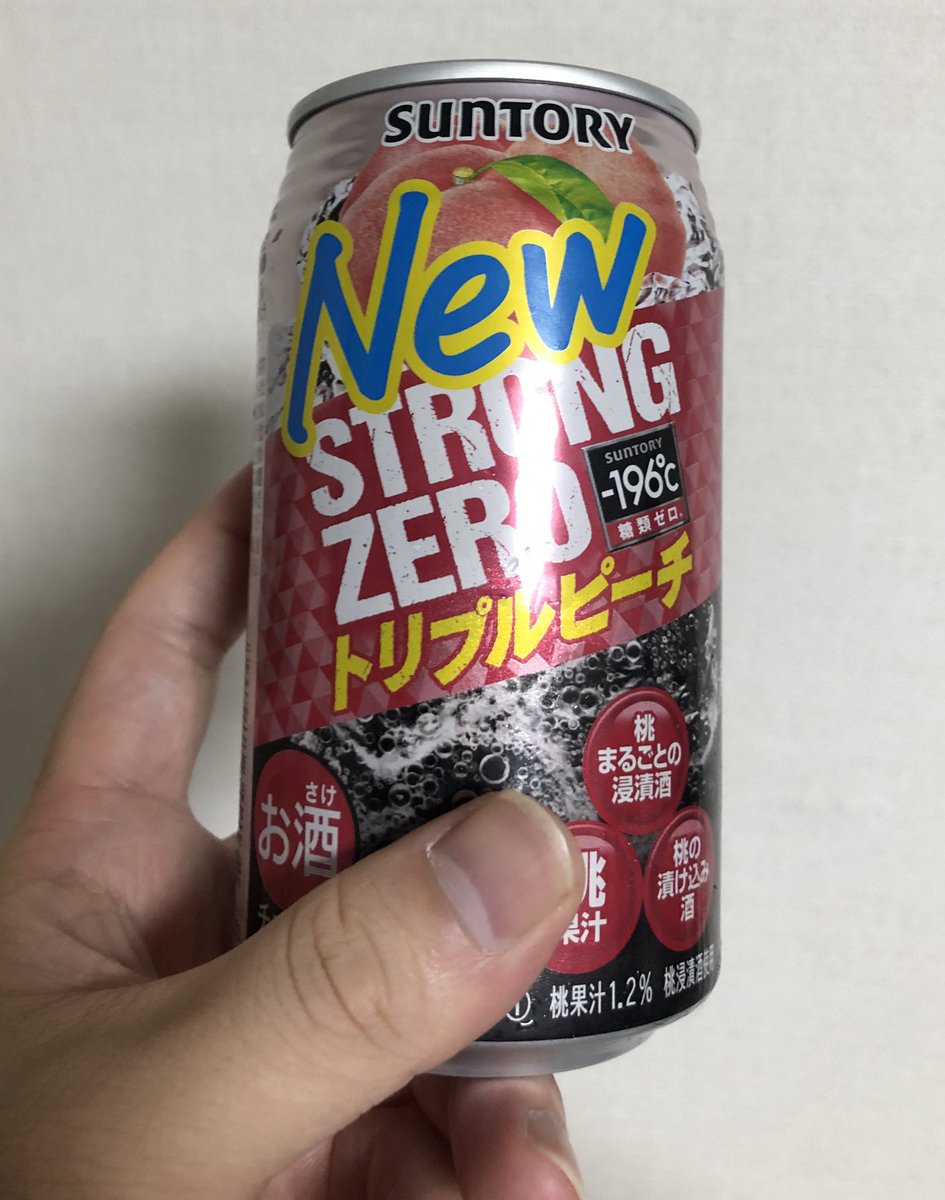 SUNTORY
New
STRONG
ZERO
SUNTORY
-196℃
糖類ゼロ。
トリプルピーチ
桃
まるごとの
浸漬酒
さけ
お酒
果汁
桃の
漬け込み
酒
桃果汁1.2% 桃浸漬酒使用